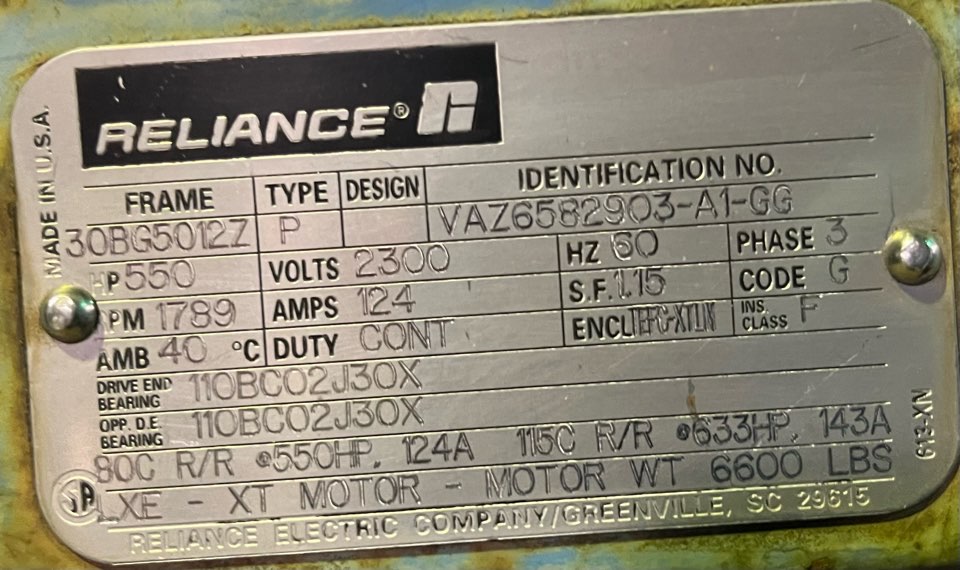 RELIANCE®
MADE IN U.S.A.
FRAME TYPE DESIGN IDENTIFICATION NO.
30BG5012Z P VAZ6582903-A1-GG
HP 550 VOLTS 2300 HZ 60 PHASE 3
RPM 1789 AMPS 124 S.F. 1.15 CODE G
AMB 40 °C DUTY CONT ENCL TEFC-XTLIX INS. CLASS F
DRIVE END BEARING 110BC02J30X
OPP. D.E. BEARING 110BC02J30X
80C R/R @550HP. 124A 115C R/R @633HP. 143A
LXE - XT MOTOR - MOTOR WT 6600 LBS
RELIANCE ELECTRIC COMPANY/GREENVILLE, SC 29615
613-XN